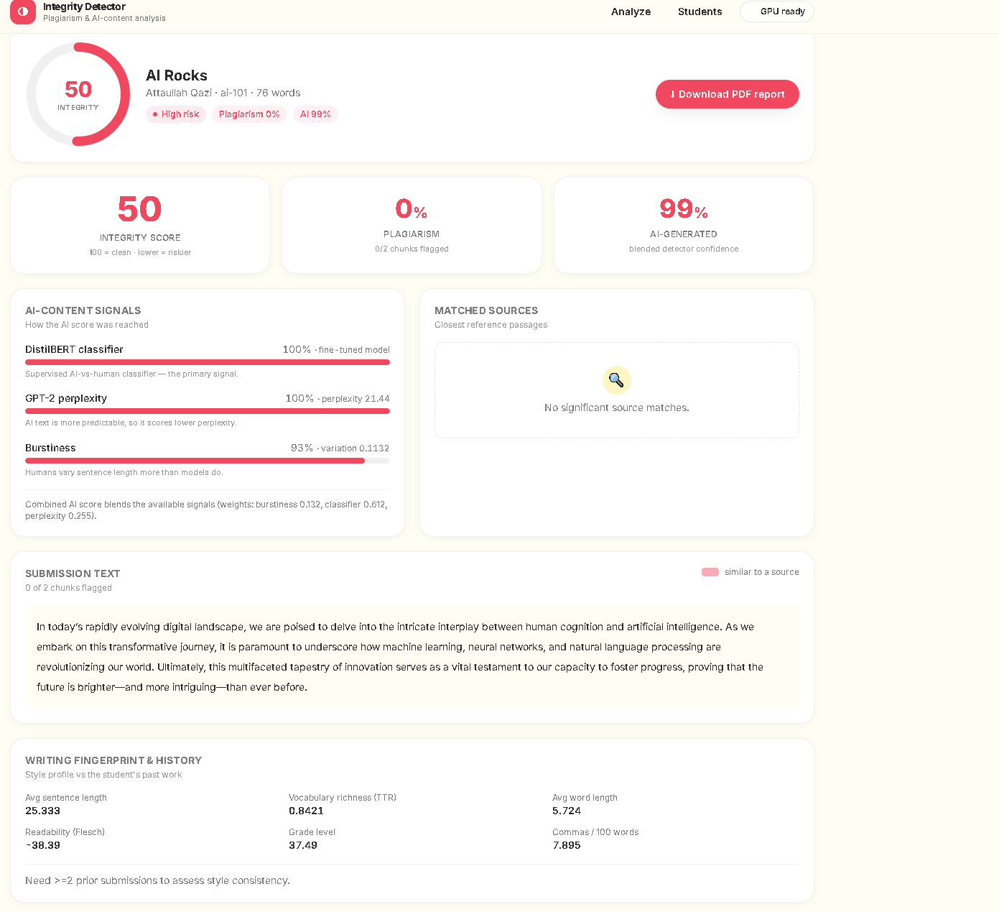 Integrity Detector
Plagiarism & AI-content analysis
Analyze
Students
GPU ready
50
INTEGRITY
AI Rocks
Attaullah Qazi · ai-101 · 76 words
High risk
Plagiarism 0%
AI 99%
↓ Download PDF report
50
INTEGRITY SCORE
100 = clean · lower = riskier
0%
PLAGIARISM
0/2 chunks flagged
99%
AI-GENERATED
blended detector confidence
AI-CONTENT SIGNALS
How the AI score was reached
DistilBERT classifier
100% · fine-tuned model
Supervised AI-vs-human classifier — the primary signal.
GPT-2 perplexity
100% · perplexity 21.44
AI text is more predictable, so it scores lower perplexity.
Burstiness
93% · variation 0.1132
Humans vary sentence length more than models do.
Combined AI score blends the available signals (weights: burstiness 0.132, classifier 0.612,
perplexity 0.255).
MATCHED SOURCES
Closest reference passages
No significant source matches.
SUBMISSION TEXT
0 of 2 chunks flagged
similar to a source
In today's rapidly evolving digital landscape, we are poised to delve into the intricate interplay between human cognition and artificial intelligence. As we
embark on this transformative journey, it is paramount to underscore how machine learning, neural networks, and natural language processing are
revolutionizing our world. Ultimately, this multifaceted tapestry of innovation serves as a vital testament to our capacity to foster progress, proving that the
future is brighter—and more intriguing—than ever before.
WRITING FINGERPRINT & HISTORY
Style profile vs the student's past work
Avg sentence length
25.333
Vocabulary richness (TTR)
0.8421
Avg word length
5.724
Readability (Flesch)
-38.39
Grade level
37.49
Commas / 100 words
7.895
Need >=2 prior submissions to assess style consistency.